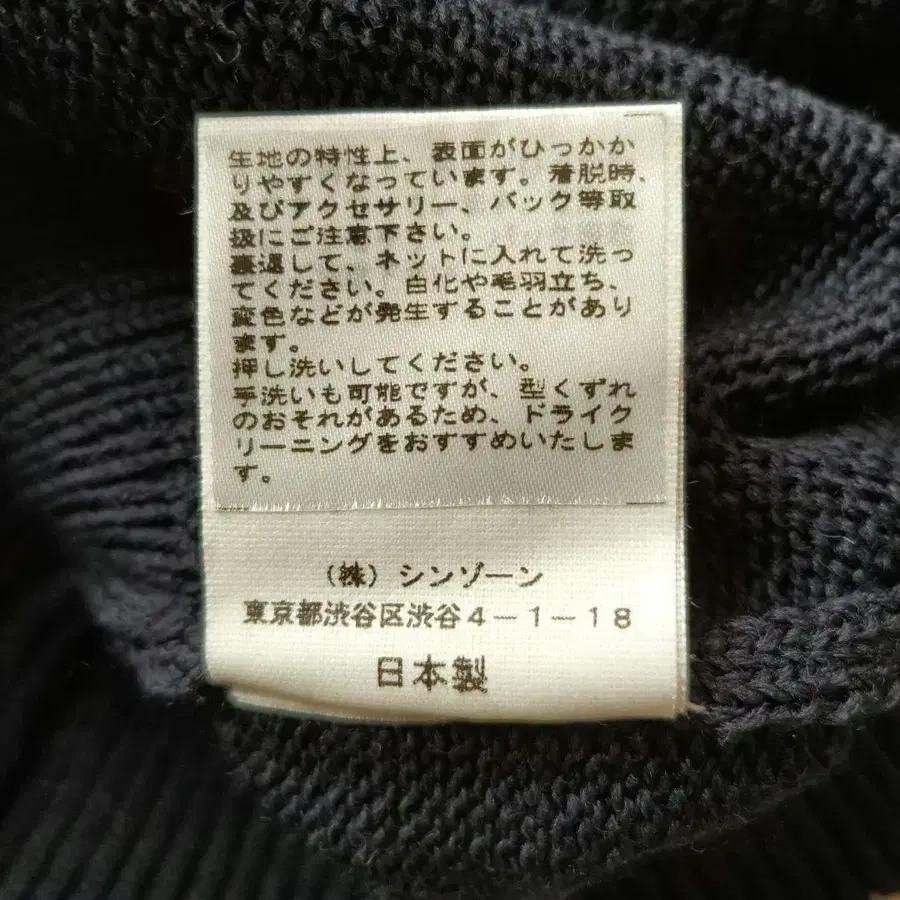 生地の特性上、表面がひっかか
りやすくなっています。着脱時、
及びアクセサリー、バック等取
扱にご注意下さい。
裏返して、ネットに入れて洗っ
てください。白化や毛羽立ち、
変色などが発生することがあり
ます。
押し洗いしてください。
手洗いも可能ですが、型くずれ
のおそれがあるため、ドライク
リーニングをおすすめいたしま
す。
（株）シンゾーン
東京都渋谷区渋谷4－1－18
日本製